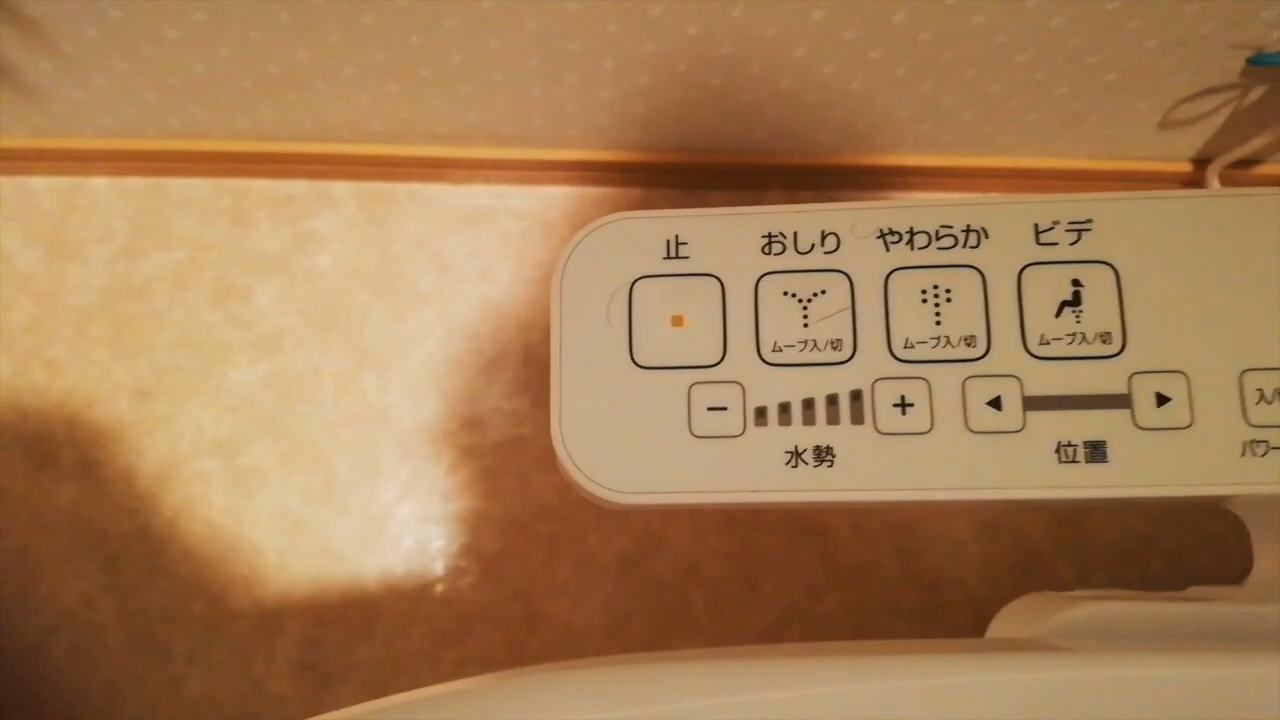 止 おしり やわらか ビデ
ムーブ入/切 ムーブ入/切 ムーブ入/切
− + ◀ ▶
水勢 位置